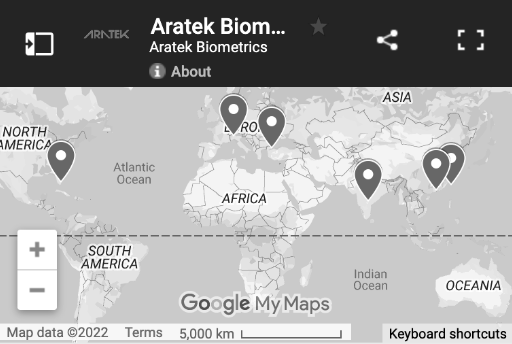 ARATEK
Aratek Biom...
Aratek Biometrics
About
ASIA
NORTH
AMERICA
Atlantic
Ocean
AFRICA
SOUTH
AMERICA
Indian
Ocean
OCEANIA
Google My Maps
Map data ©2022
Terms
5,000 km
Keyboard shortcuts